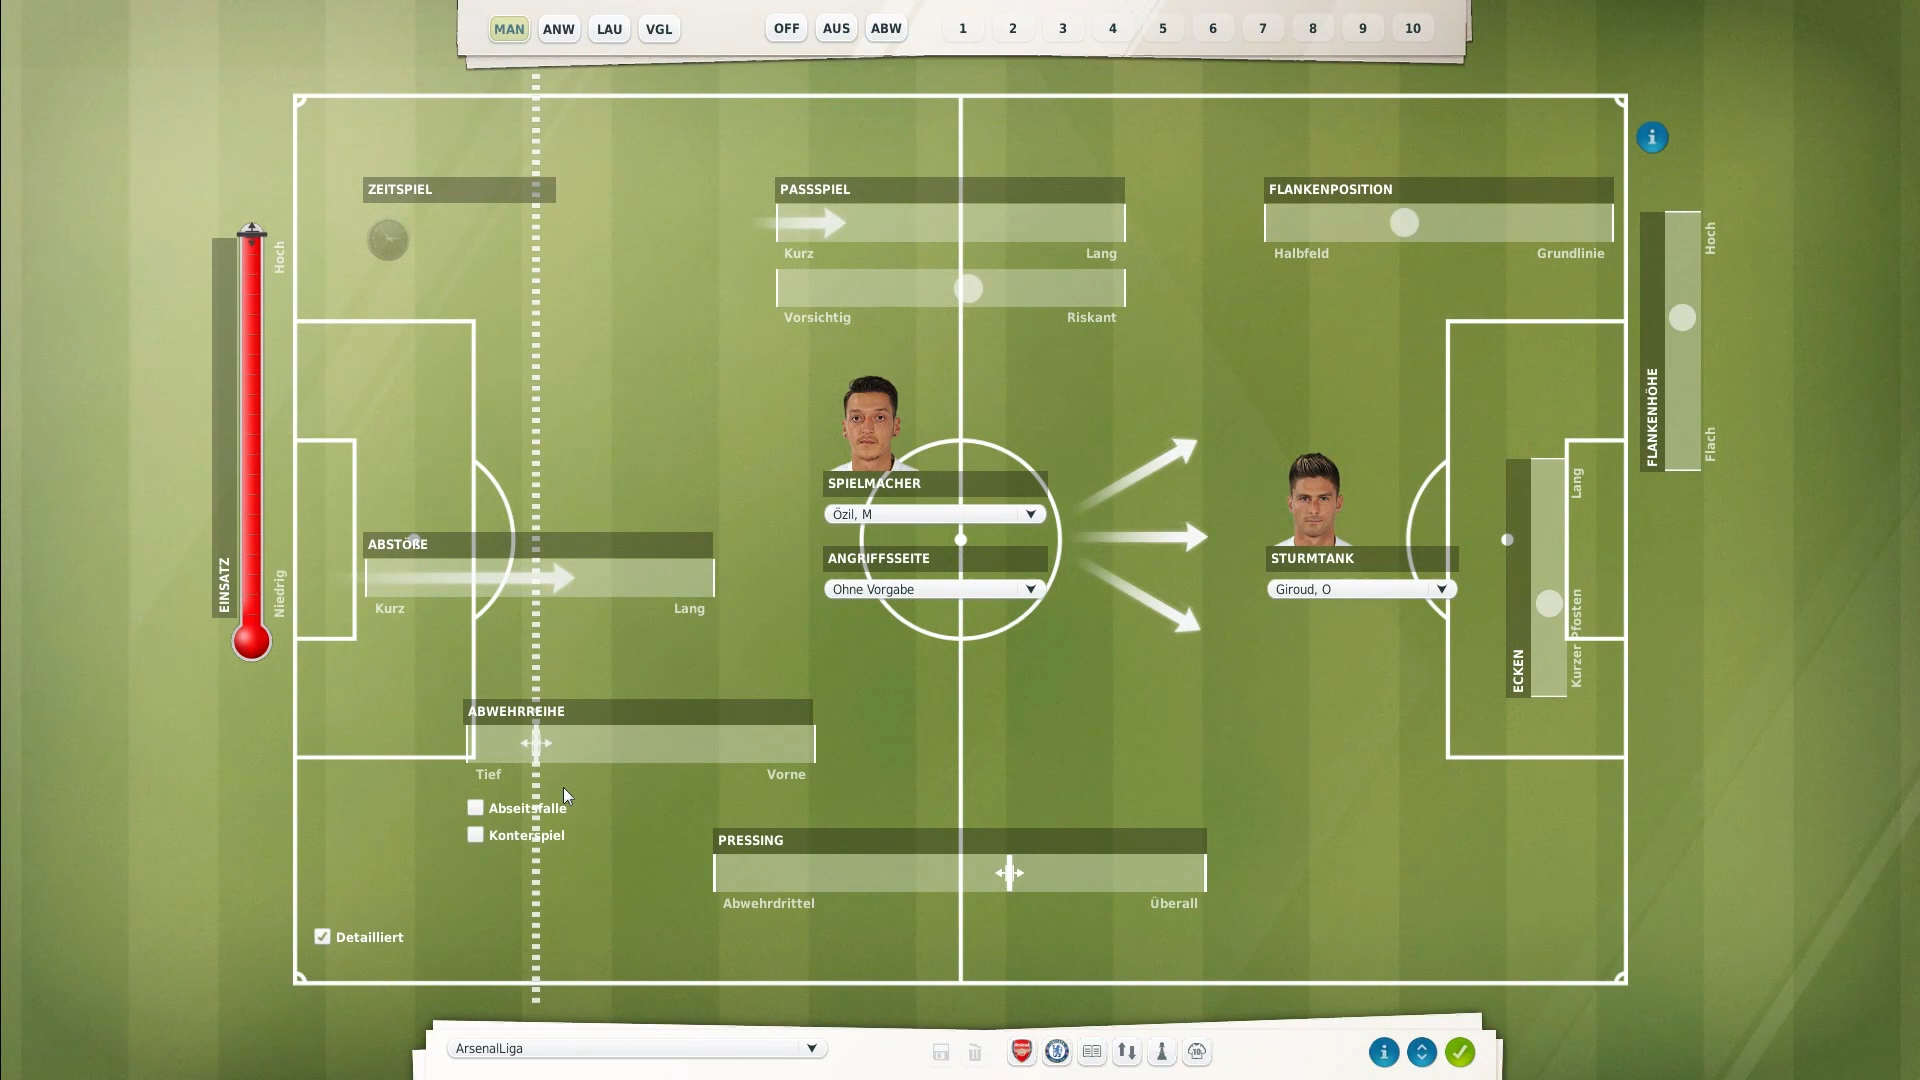 MAN ANW LAU VGL OFF AUS ABW 1 2 3 4 5 6 7 8 9 10
ZEITSPIEL
PASSSPIEL
Kurz Lang
Vorsichtig Riskant
FLANKENPOSITION
Halbfeld Grundlinie
EINSATZ
Hoch
Niedrig
FLANKENHÖHE
Hoch
Flach
SPIELMACHER
Özil, M
ANGRIFFSSEITE
Ohne Vorgabe
STURMTANK
Giroud, O
ABSTÖßE
Kurz Lang
ECKEN
Lang
Kurzer Pfosten
ABWEHRREIHE
Tief Vorne
Abseitsfalle
Konterspiel
PRESSING
Abwehrdrittel Überall
Detailliert
ArsenalLiga
10